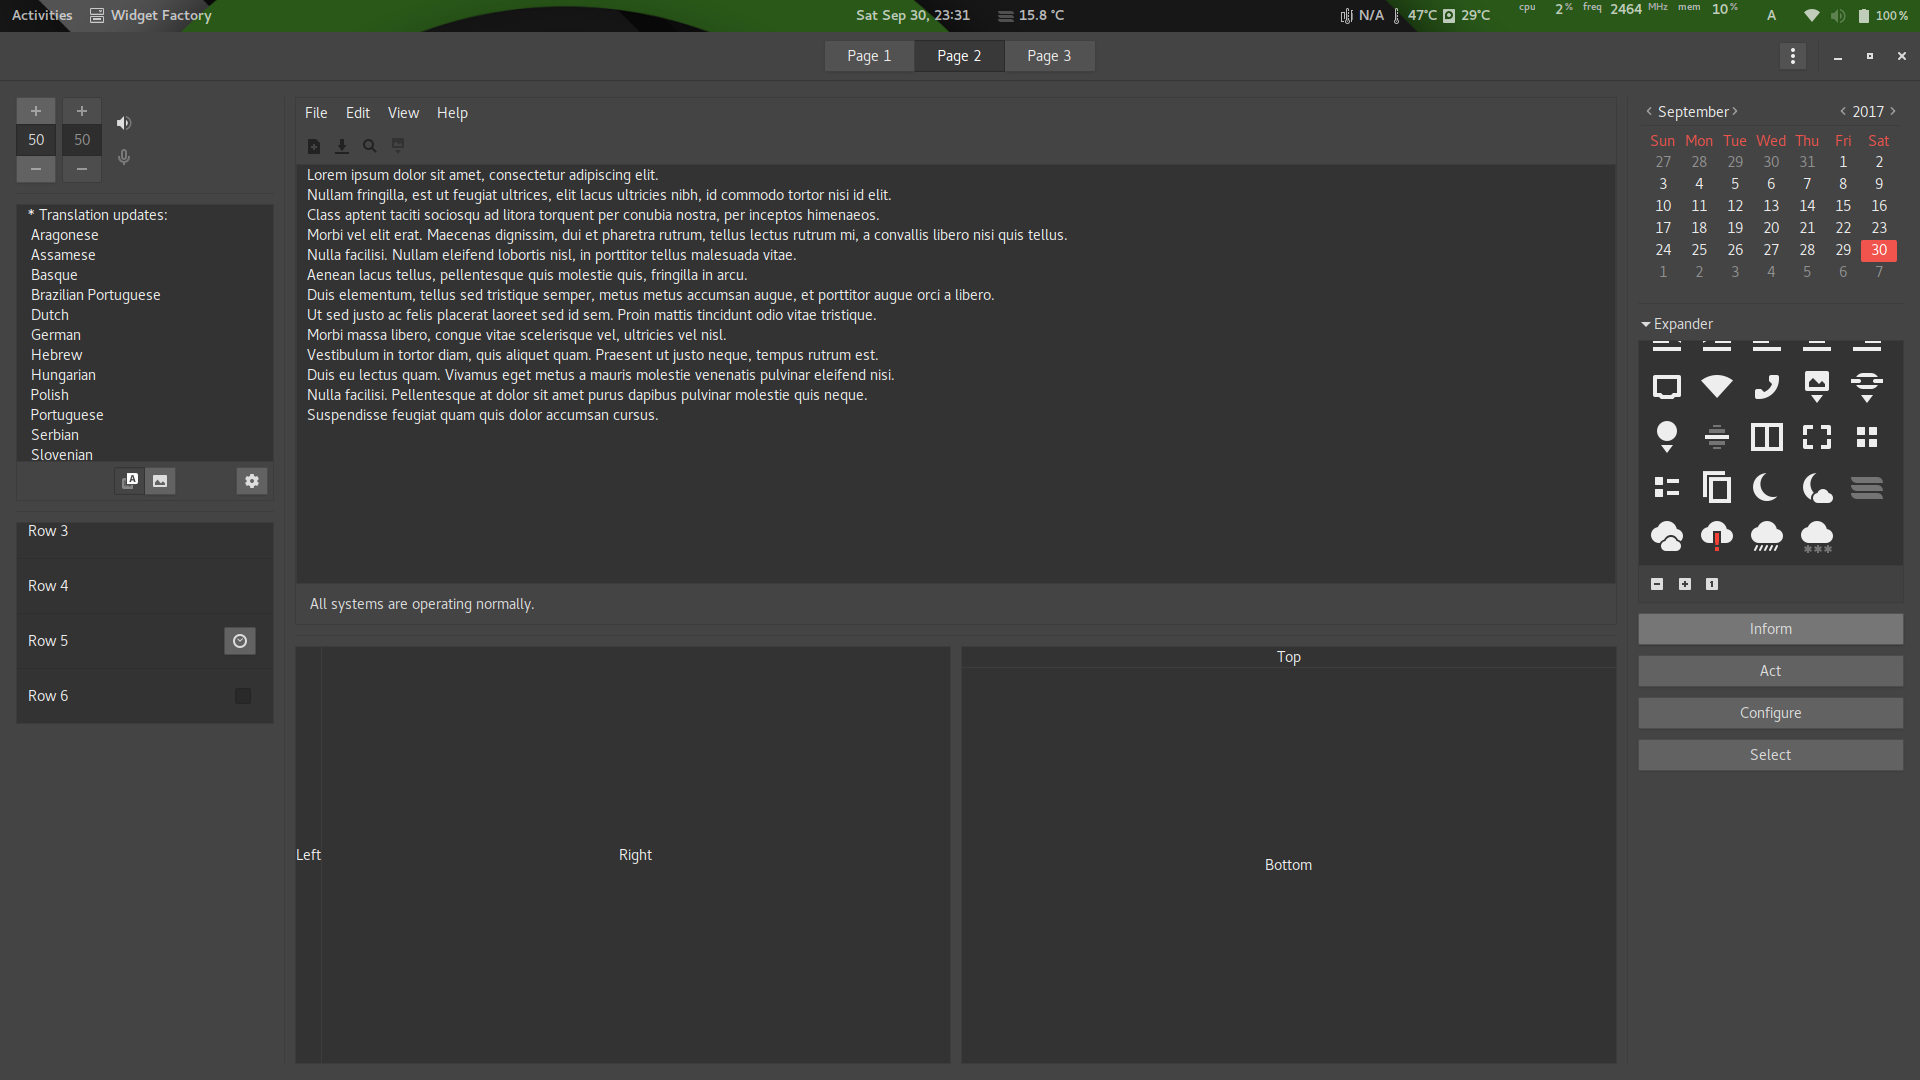 Activities Widget Factory Sat Sep 30, 23:31 15.8 °C N/A 47°C 29°C cpu 2% freq 2464 MHz mem 10% A 100%
Page 1 Page 2 Page 3
+ +
50 50
− −
* Translation updates:
Aragonese
Assamese
Basque
Brazilian Portuguese
Dutch
German
Hebrew
Hungarian
Polish
Portuguese
Serbian
Slovenian
A
Row 3
Row 4
Row 5
Row 6
File Edit View Help
Lorem ipsum dolor sit amet, consectetur adipiscing elit.
Nullam fringilla, est ut feugiat ultrices, elit lacus ultricies nibh, id commodo tortor nisi id elit.
Class aptent taciti sociosqu ad litora torquent per conubia nostra, per inceptos himenaeos.
Morbi vel elit erat. Maecenas dignissim, dui et pharetra rutrum, tellus lectus rutrum mi, a convallis libero nisi quis tellus.
Nulla facilisi. Nullam eleifend lobortis nisl, in porttitor tellus malesuada vitae.
Aenean lacus tellus, pellentesque quis molestie quis, fringilla in arcu.
Duis elementum, tellus sed tristique semper, metus metus accumsan augue, et porttitor augue orci a libero.
Ut sed justo ac felis placerat laoreet sed id sem. Proin mattis tincidunt odio vitae tristique.
Morbi massa libero, congue vitae scelerisque vel, ultricies vel nisl.
Vestibulum in tortor diam, quis aliquet quam. Praesent ut justo neque, tempus rutrum est.
Duis eu lectus quam. Vivamus eget metus a mauris molestie venenatis pulvinar eleifend nisi.
Nulla facilisi. Pellentesque at dolor sit amet purus dapibus pulvinar molestie quis neque.
Suspendisse feugiat quam quis dolor accumsan cursus.
All systems are operating normally.
Left
Right
Top
Bottom
September 2017
Sun Mon Tue Wed Thu Fri Sat
27 28 29 30 31 1 2
3 4 5 6 7 8 9
10 11 12 13 14 15 16
17 18 19 20 21 22 23
24 25 26 27 28 29 30
1 2 3 4 5 6 7
Expander
1
Inform
Act
Configure
Select